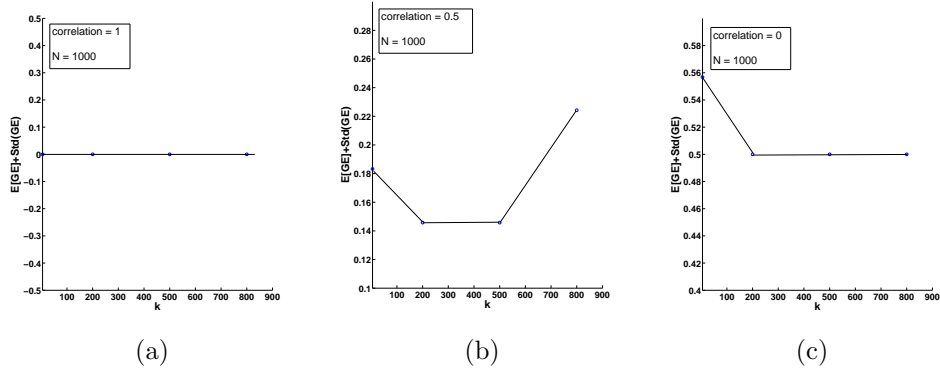 0.5
0.4
0.3
0.2
0.1
0
−0.1
−0.2
−0.3
−0.4
−0.5
E[GE]+Std(GE)
correlation = 1
N = 1000
100 200 300 400 500 600 700 800 900
k
(a)
0.28
0.26
0.24
0.22
0.2
0.18
0.16
0.14
0.12
0.1
E[GE]+Std(GE)
correlation = 0.5
N = 1000
100 200 300 400 500 600 700 800 900
k
(b)
0.58
0.56
0.54
0.52
0.5
0.48
0.46
0.44
0.42
0.4
E[GE]+Std(GE)
correlation = 0
N = 1000
100 200 300 400 500 600 700 800 900
k
(c)